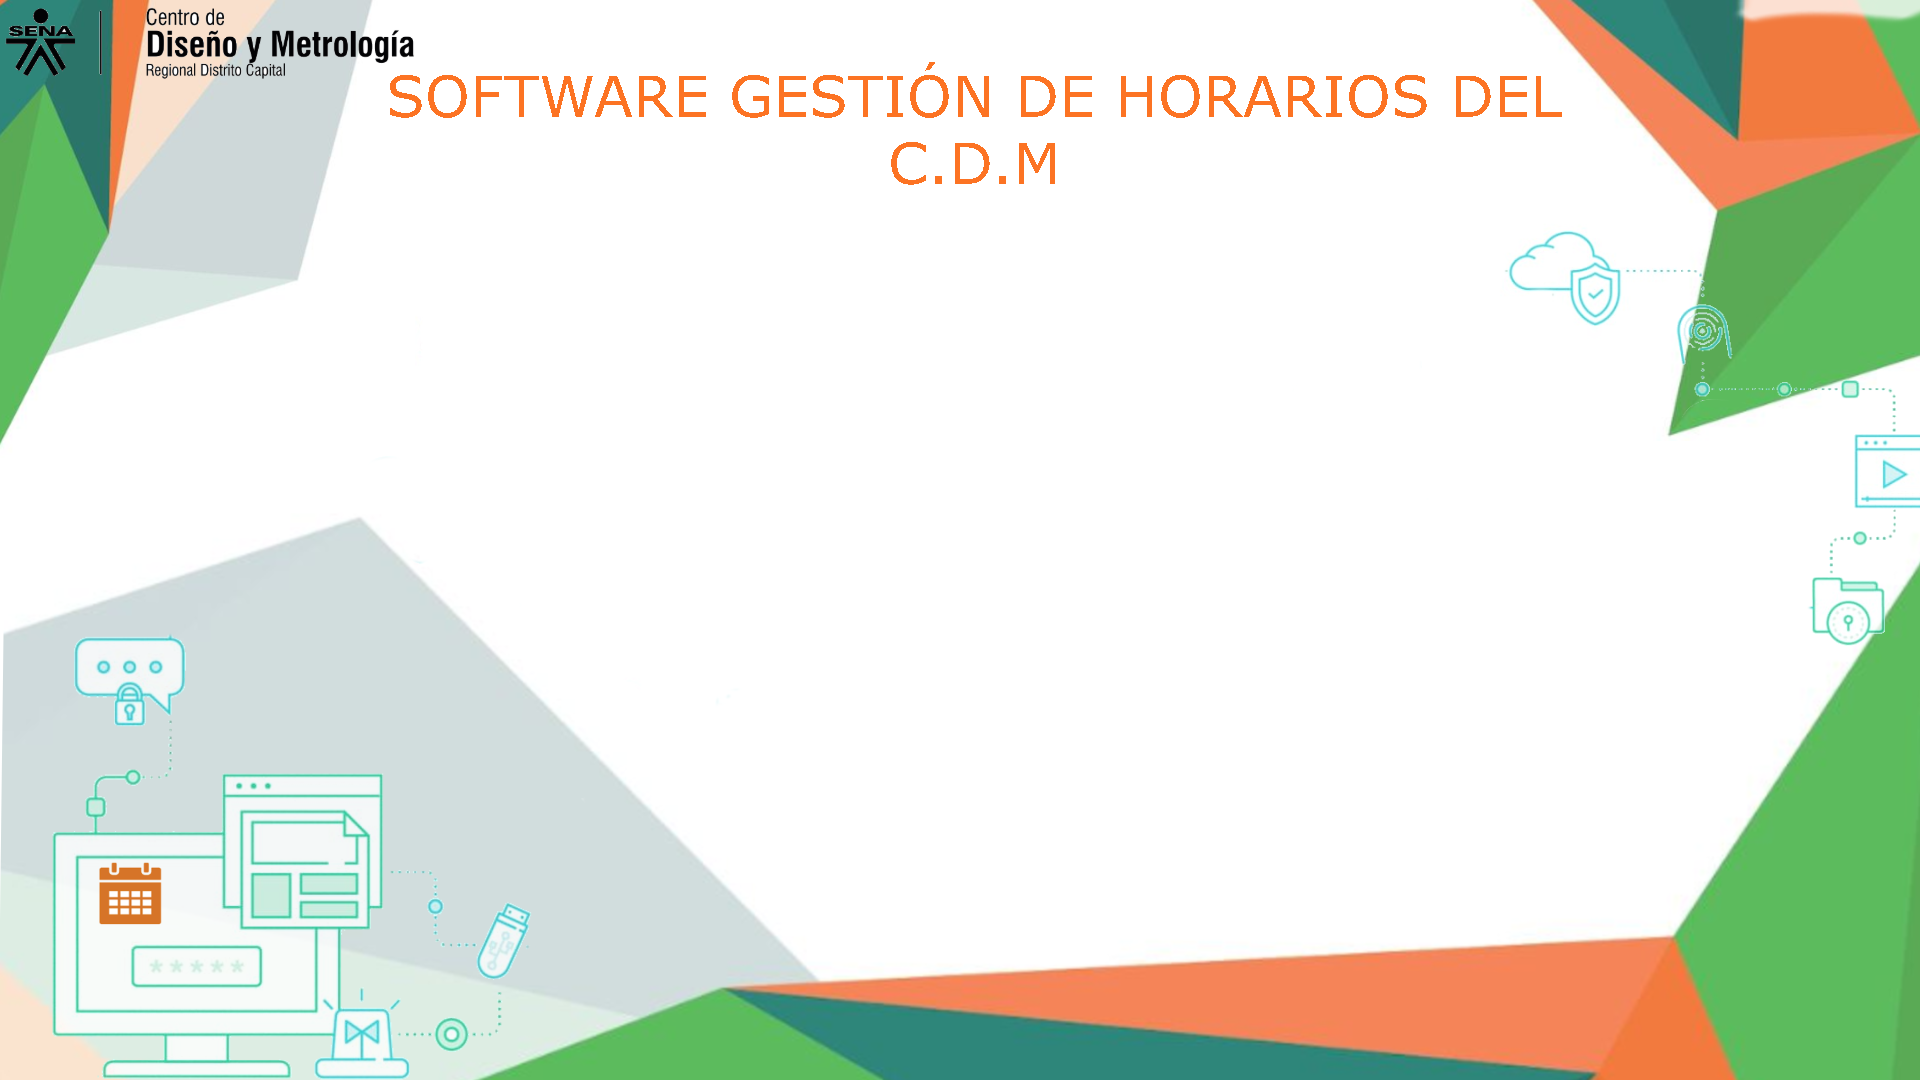 SENA
Centro de
Diseño y Metrología
Regional Distrito Capital
SOFTWARE GESTIÓN DE HORARIOS DEL
C.D.M
*****